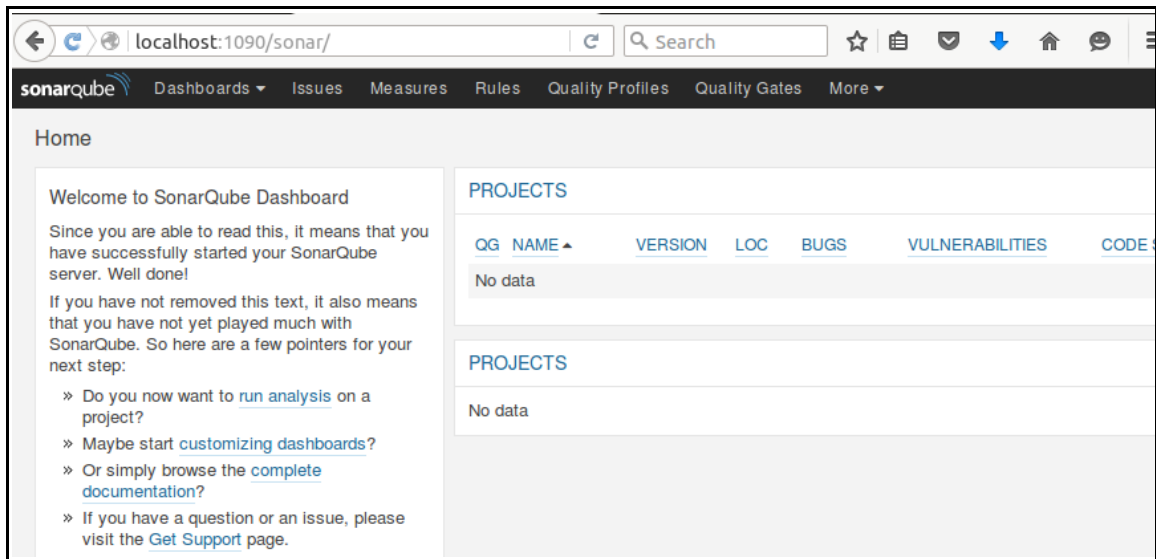 localhost:1090/sonar/
Search
sonarqube Dashboards Issues Measures Rules Quality Profiles Quality Gates More
Home
Welcome to SonarQube Dashboard
Since you are able to read this, it means that you
have successfully started your SonarQube
server. Well done!
If you have not removed this text, it also means
that you have not yet played much with
SonarQube. So here are a few pointers for your
next step:
» Do you now want to run analysis on a
project?
» Maybe start customizing dashboards?
» Or simply browse the complete
documentation?
» If you have a question or an issue, please
visit the Get Support page.
PROJECTS
QG NAME VERSION LOC BUGS VULNERABILITIES CODE
No data
PROJECTS
No data